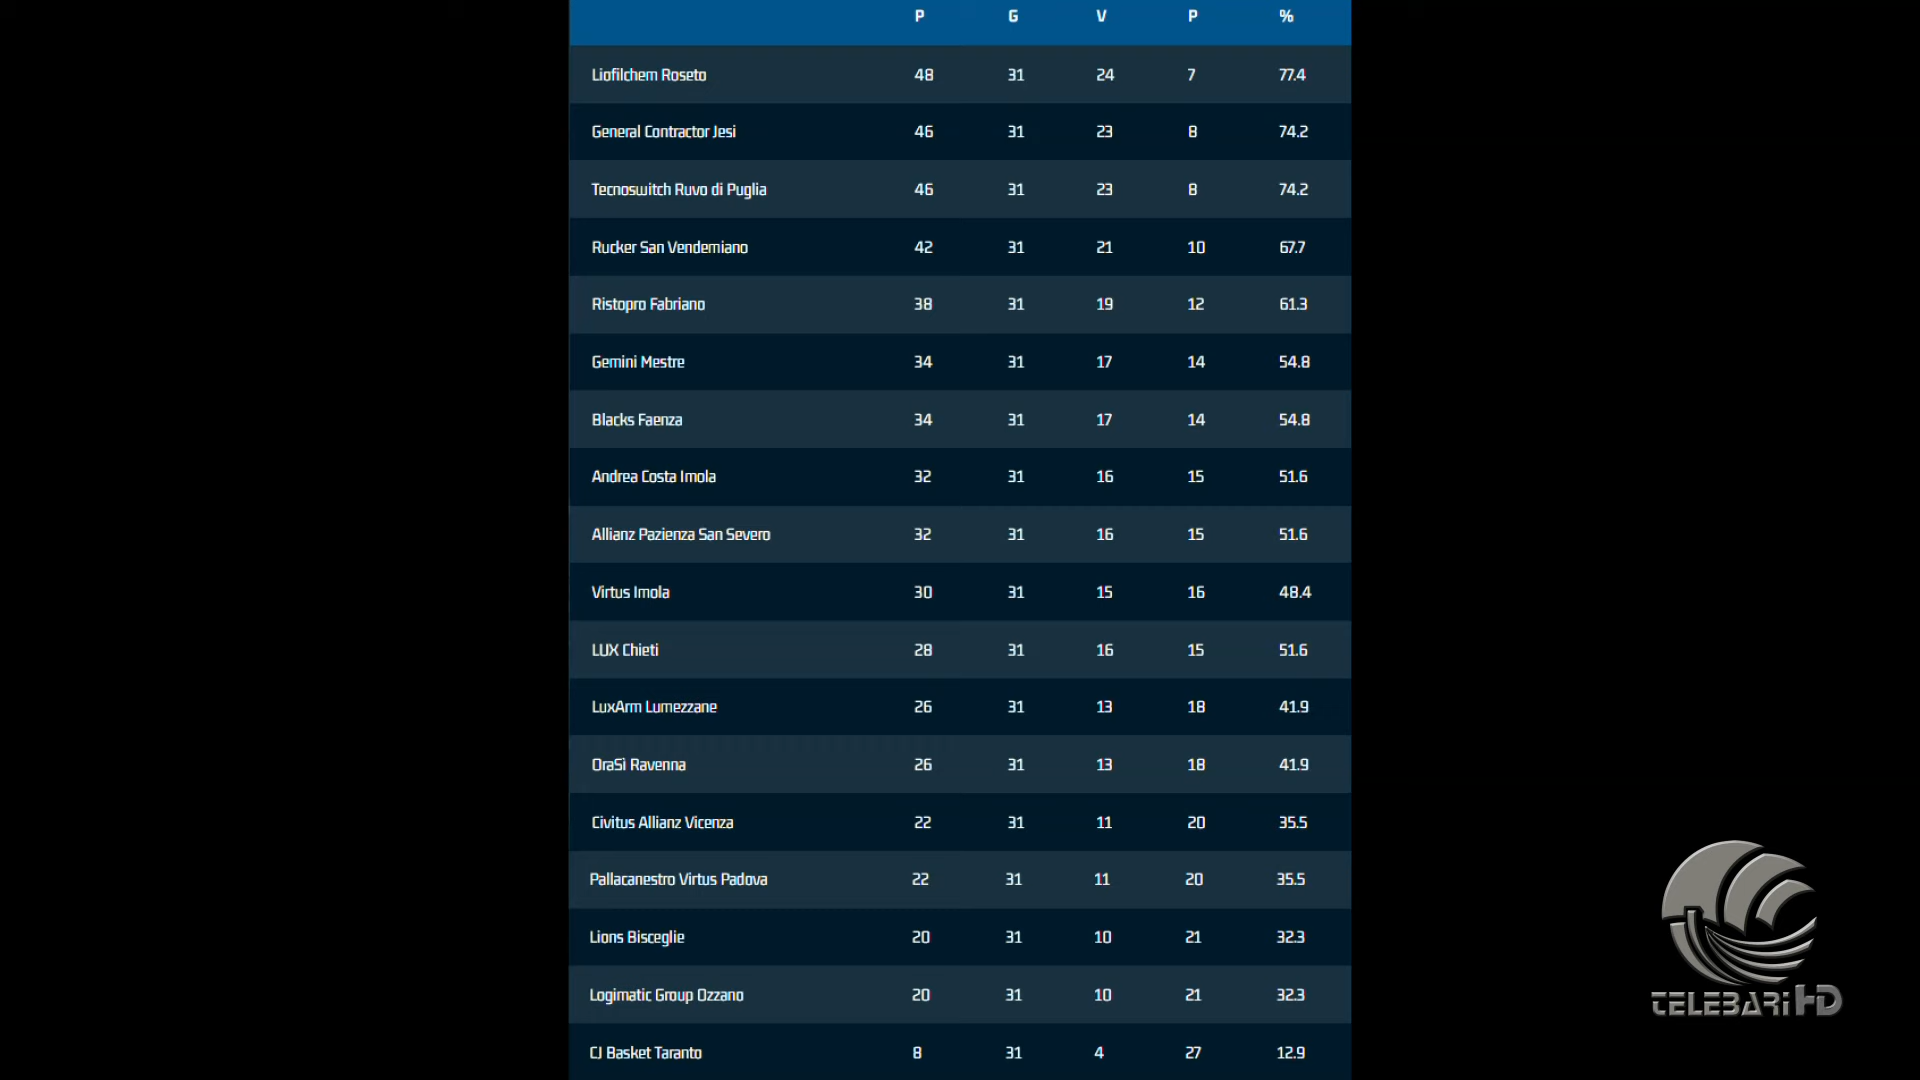 P G V P %
Liofilchem Roseto 48 31 24 7 77.4
General Contractor Jesi 46 31 23 8 74.2
Tecnoswitch Ruvo di Puglia 46 31 23 8 74.2
Rucker San Vendemiano 42 31 21 10 67.7
Ristopro Fabriano 38 31 19 12 61.3
Gemini Mestre 34 31 17 14 54.8
Blacks Faenza 34 31 17 14 54.8
Andrea Costa Imola 32 31 16 15 51.6
Allianz Pazienza San Severo 32 31 16 15 51.6
Virtus Imola 30 31 15 16 48.4
LUX Chieti 28 31 16 15 51.6
LuxArm Lumezzane 26 31 13 18 41.9
OraSì Ravenna 26 31 13 18 41.9
Civitus Allianz Vicenza 22 31 11 20 35.5
Pallacanestro Virtus Padova 22 31 11 20 35.5
Lions Bisceglie 20 31 10 21 32.3
Logimatic Group Ozzano 20 31 10 21 32.3
CJ Basket Taranto 8 31 4 27 12.9
TELEBARI HD